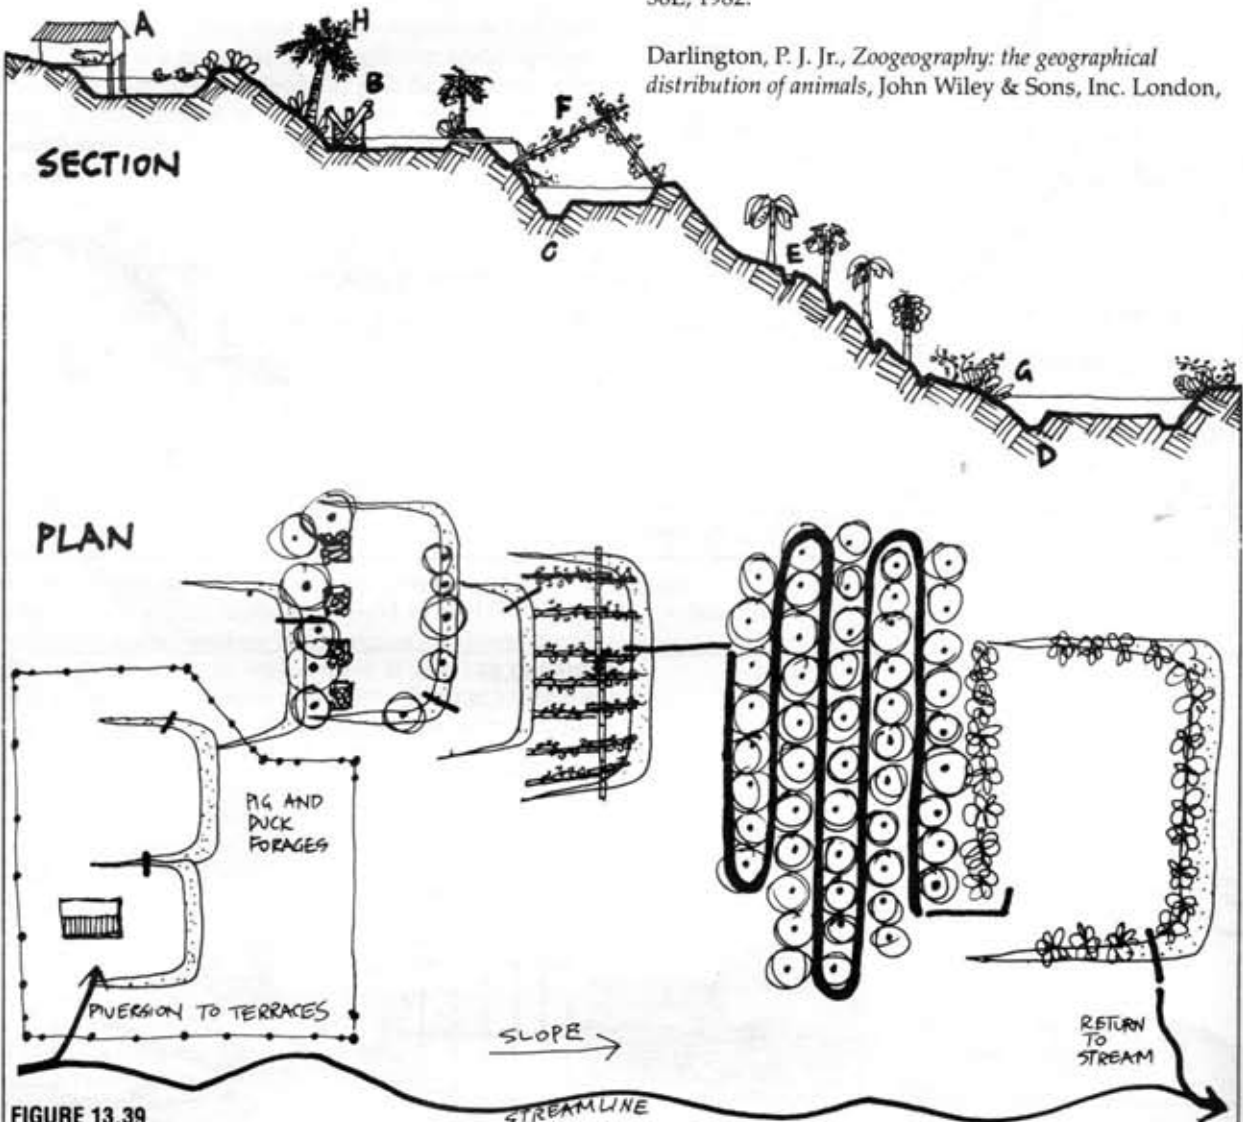 Darlington, P. J. Jr., Zoogeography: the geographical
distribution of animals, John Wiley & Sons, Inc. London,
A
H
B
F
SECTION
C
E
G
D
PLAN
PIG AND
DUCK
FORAGES
DIVERSION TO TERRACES
SLOPE
RETURN
TO
STREAM
STREAMLINE
FIGURE 13.39